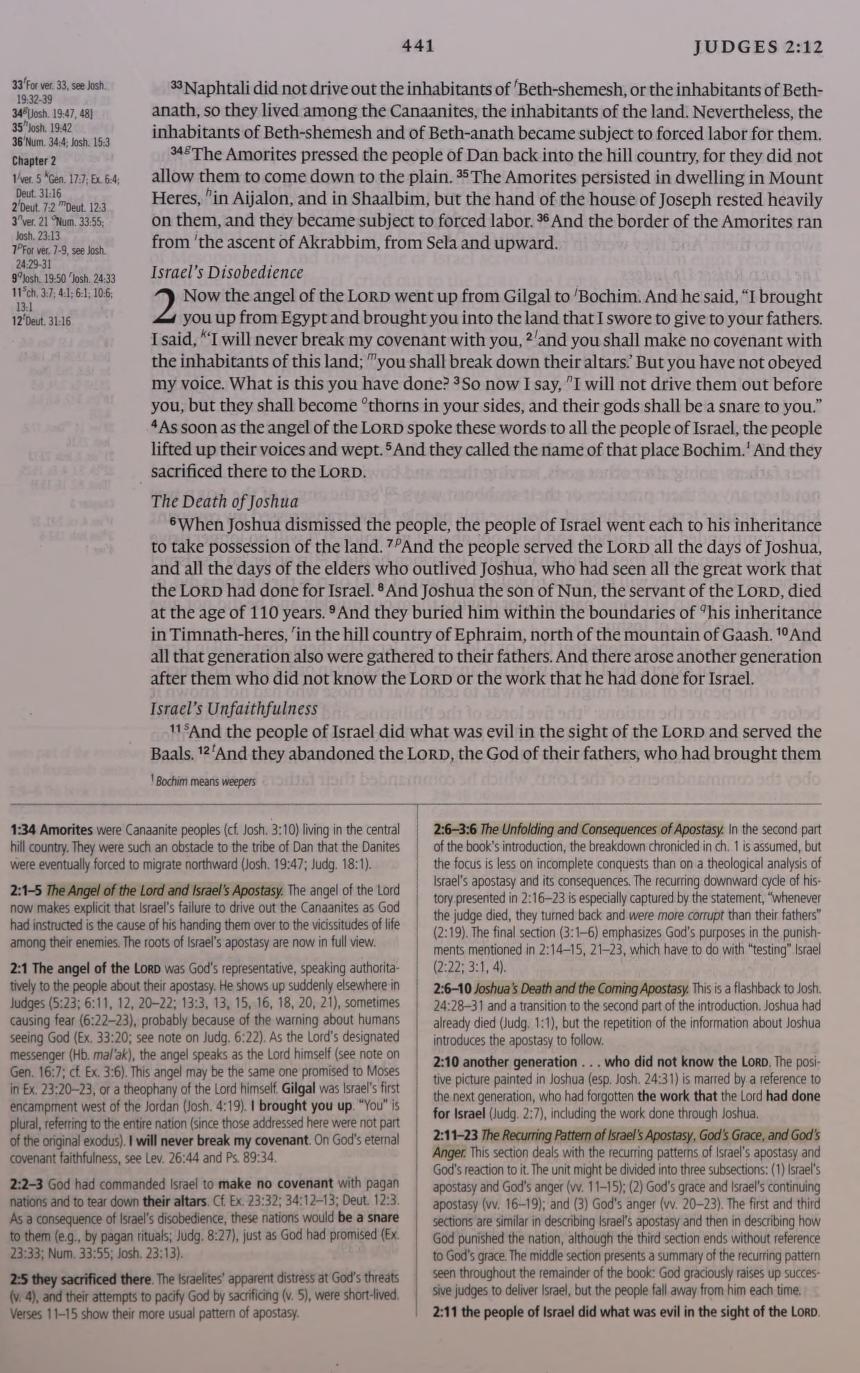 441
JUDGES 2:12
33ᶠFor ver. 33, see Josh.
19:32-39
34ᵍ[Josh. 19:47, 48]
35ʰJosh. 19:42
36ⁱNum. 34:4; Josh. 15:3
Chapter 2
1ʲver. 5 ᵏGen. 17:7; Ex. 6:4;
Deut. 31:16
2ˡDeut. 7:2 ᵐDeut. 12:3
3ⁿver. 21 ᵒNum. 33:55;
Josh. 23:13
7ᵖFor ver. 7-9, see Josh.
24:29-31
9ᵠJosh. 19:50 ʳJosh. 24:33
11ˢch. 3:7; 4:1; 6:1; 10:6;
13:1
12ᵗDeut. 31:16
³³Naphtali did not drive out the inhabitants of ᶠBeth-shemesh, or the inhabitants of Beth-
anath, so they lived among the Canaanites, the inhabitants of the land. Nevertheless, the
inhabitants of Beth-shemesh and of Beth-anath became subject to forced labor for them.
³⁴ᵍThe Amorites pressed the people of Dan back into the hill country, for they did not
allow them to come down to the plain. ³⁵The Amorites persisted in dwelling in Mount
Heres, ʰin Aijalon, and in Shaalbim, but the hand of the house of Joseph rested heavily
on them, and they became subject to forced labor. ³⁶And the border of the Amorites ran
from ⁱthe ascent of Akrabbim, from Sela and upward.
Israel's Disobedience
2 Now the angel of the LORD went up from Gilgal to ʲBochim. And he said, “I brought
you up from Egypt and brought you into the land that I swore to give to your fathers.
I said, ᵏ‘I will never break my covenant with you, ²ˡand you shall make no covenant with
the inhabitants of this land; ᵐyou shall break down their altars.’ But you have not obeyed
my voice. What is this you have done? ³So now I say, ⁿI will not drive them out before
you, but they shall become ᵒthorns in your sides, and their gods shall be a snare to you.”
⁴As soon as the angel of the LORD spoke these words to all the people of Israel, the people
lifted up their voices and wept. ⁵And they called the name of that place Bochim.¹ And they
sacrificed there to the LORD.
The Death of Joshua
⁶When Joshua dismissed the people, the people of Israel went each to his inheritance
to take possession of the land. ⁷ᵖAnd the people served the LORD all the days of Joshua,
and all the days of the elders who outlived Joshua, who had seen all the great work that
the LORD had done for Israel. ⁸And Joshua the son of Nun, the servant of the LORD, died
at the age of 110 years. ⁹And they buried him within the boundaries of ᵠhis inheritance
in Timnath-heres, ʳin the hill country of Ephraim, north of the mountain of Gaash. ¹⁰And
all that generation also were gathered to their fathers. And there arose another generation
after them who did not know the LORD or the work that he had done for Israel.
Israel's Unfaithfulness
¹¹ˢAnd the people of Israel did what was evil in the sight of the LORD and served the
Baals. ¹²ᵗAnd they abandoned the LORD, the God of their fathers, who had brought them
¹ Bochim means weepers
1:34 Amorites were Canaanite peoples (cf. Josh. 3:10) living in the central
hill country. They were such an obstacle to the tribe of Dan that the Danites
were eventually forced to migrate northward (Josh. 19:47; Judg. 18:1).
2:1–5 The Angel of the Lord and Israel's Apostasy. The angel of the Lord
now makes explicit that Israel's failure to drive out the Canaanites as God
had instructed is the cause of his handing them over to the vicissitudes of life
among their enemies. The roots of Israel's apostasy are now in full view.
2:1 The angel of the LORD was God's representative, speaking authorita-
tively to the people about their apostasy. He shows up suddenly elsewhere in
Judges (5:23; 6:11, 12, 20–22; 13:3, 13, 15, 16, 18, 20, 21), sometimes
causing fear (6:22–23), probably because of the warning about humans
seeing God (Ex. 33:20; see note on Judg. 6:22). As the Lord's designated
messenger (Hb. mal'ak), the angel speaks as the Lord himself (see note on
Gen. 16:7; cf. Ex. 3:6). This angel may be the same one promised to Moses
in Ex. 23:20–23, or a theophany of the Lord himself. Gilgal was Israel's first
encampment west of the Jordan (Josh. 4:19). I brought you up. “You” is
plural, referring to the entire nation (since those addressed here were not part
of the original exodus). I will never break my covenant. On God's eternal
covenant faithfulness, see Lev. 26:44 and Ps. 89:34.
2:2–3 God had commanded Israel to make no covenant with pagan
nations and to tear down their altars. Cf. Ex. 23:32; 34:12–13; Deut. 12:3.
As a consequence of Israel's disobedience, these nations would be a snare
to them (e.g., by pagan rituals; Judg. 8:27), just as God had promised (Ex.
23:33; Num. 33:55; Josh. 23:13).
2:5 they sacrificed there. The Israelites' apparent distress at God's threats
(v. 4), and their attempts to pacify God by sacrificing (v. 5), were short-lived.
Verses 11–15 show their more usual pattern of apostasy.
2:6–3:6 The Unfolding and Consequences of Apostasy. In the second part
of the book's introduction, the breakdown chronicled in ch. 1 is assumed, but
the focus is less on incomplete conquests than on a theological analysis of
Israel's apostasy and its consequences. The recurring downward cycle of his-
tory presented in 2:16–23 is especially captured by the statement, “whenever
the judge died, they turned back and were more corrupt than their fathers”
(2:19). The final section (3:1–6) emphasizes God's purposes in the punish-
ments mentioned in 2:14–15, 21–23, which have to do with “testing” Israel
(2:22; 3:1, 4).
2:6–10 Joshua's Death and the Coming Apostasy. This is a flashback to Josh.
24:28–31 and a transition to the second part of the introduction. Joshua had
already died (Judg. 1:1), but the repetition of the information about Joshua
introduces the apostasy to follow.
2:10 another generation . . . who did not know the LORD. The posi-
tive picture painted in Joshua (esp. Josh. 24:31) is marred by a reference to
the next generation, who had forgotten the work that the Lord had done
for Israel (Judg. 2:7), including the work done through Joshua.
2:11–23 The Recurring Pattern of Israel's Apostasy, God's Grace, and God's
Anger. This section deals with the recurring patterns of Israel's apostasy and
God's reaction to it. The unit might be divided into three subsections: (1) Israel's
apostasy and God's anger (vv. 11–15); (2) God's grace and Israel's continuing
apostasy (vv. 16–19); and (3) God's anger (vv. 20–23). The first and third
sections are similar in describing Israel's apostasy and then in describing how
God punished the nation, although the third section ends without reference
to God's grace. The middle section presents a summary of the recurring pattern
seen throughout the remainder of the book: God graciously raises up succes-
sive judges to deliver Israel, but the people fall away from him each time.
2:11 the people of Israel did what was evil in the sight of the LORD.